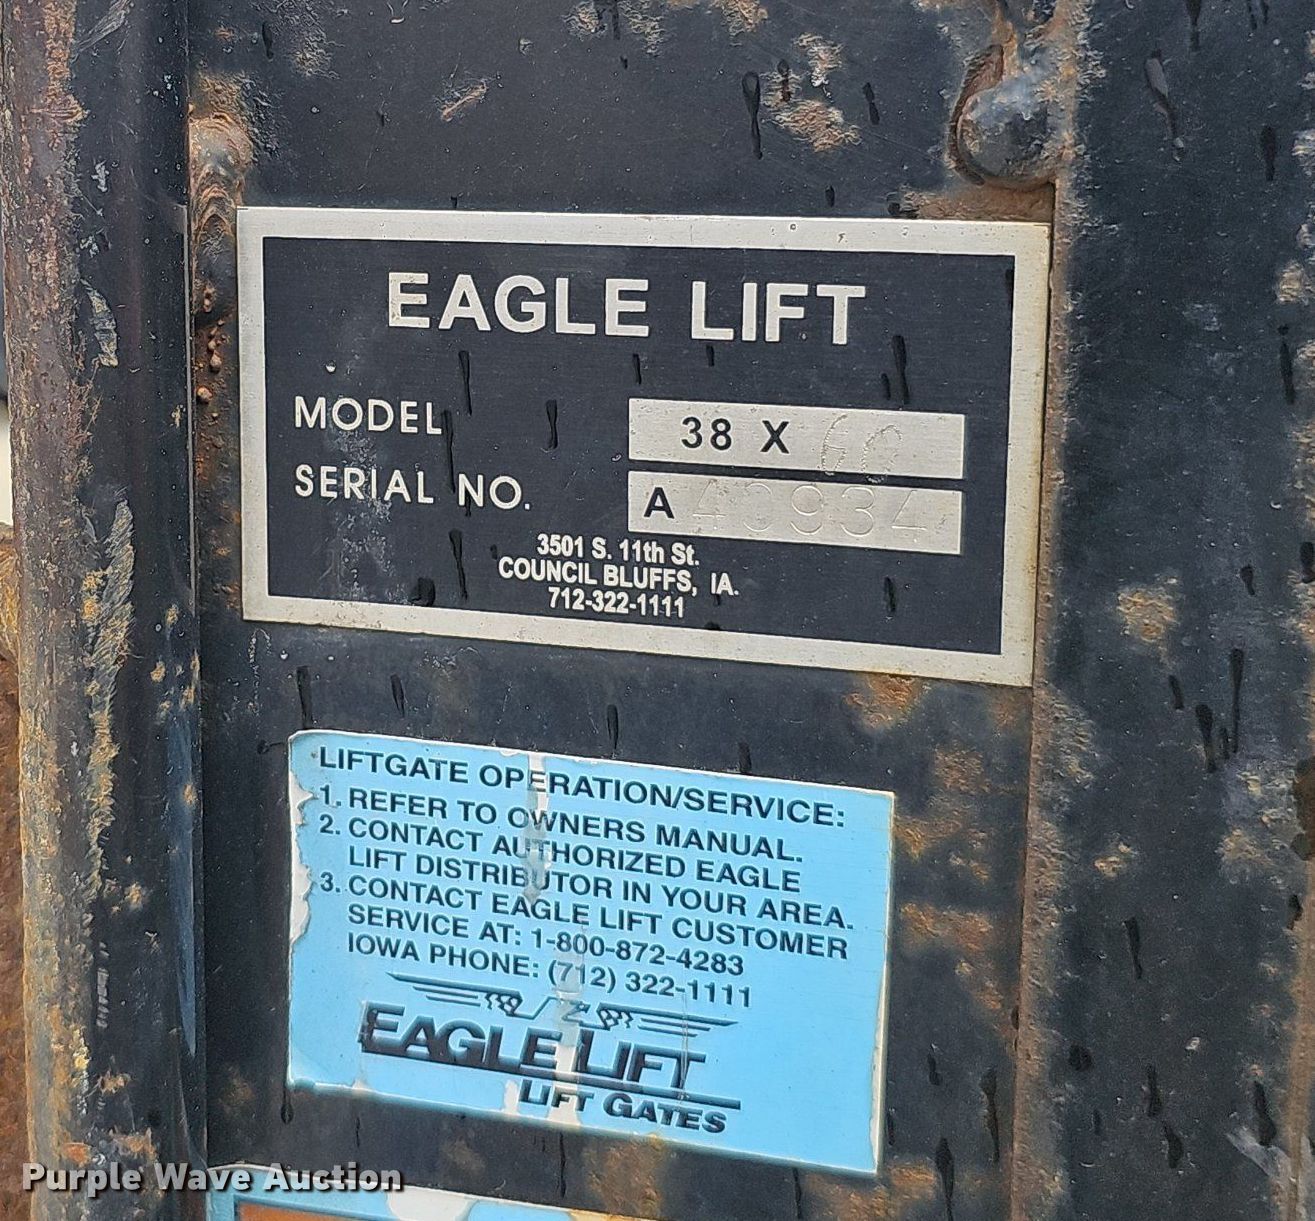 EAGLE LIFT
MODEL 38 X 60
SERIAL NO. A 40934
3501 S. 11th St.
COUNCIL BLUFFS, IA.
712-322-1111
LIFTGATE OPERATION/SERVICE:
1. REFER TO OWNERS MANUAL.
2. CONTACT AUTHORIZED EAGLE
LIFT DISTRIBUTOR IN YOUR AREA.
3. CONTACT EAGLE LIFT CUSTOMER
SERVICE AT: 1-800-872-4283
IOWA PHONE: (712) 322-1111
EAGLE LIFT
LIFT GATES
Purple Wave Auction